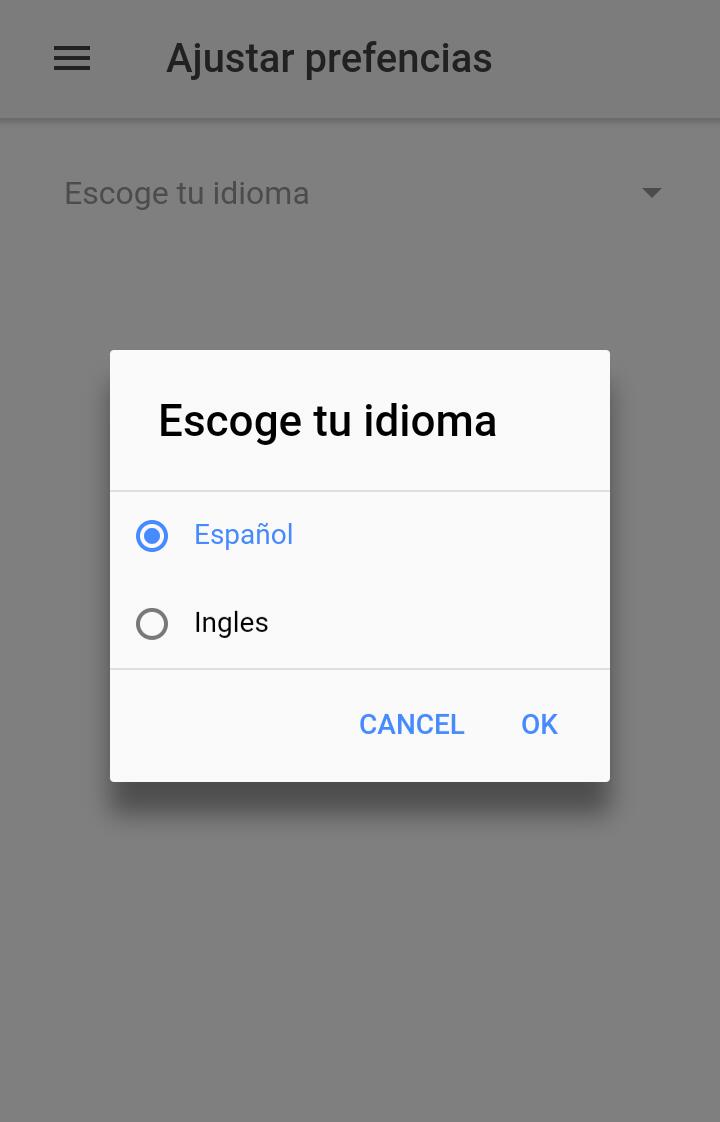 Ajustar prefencias
Escoge tu idioma
Escoge tu idioma
Español
Ingles
CANCEL OK